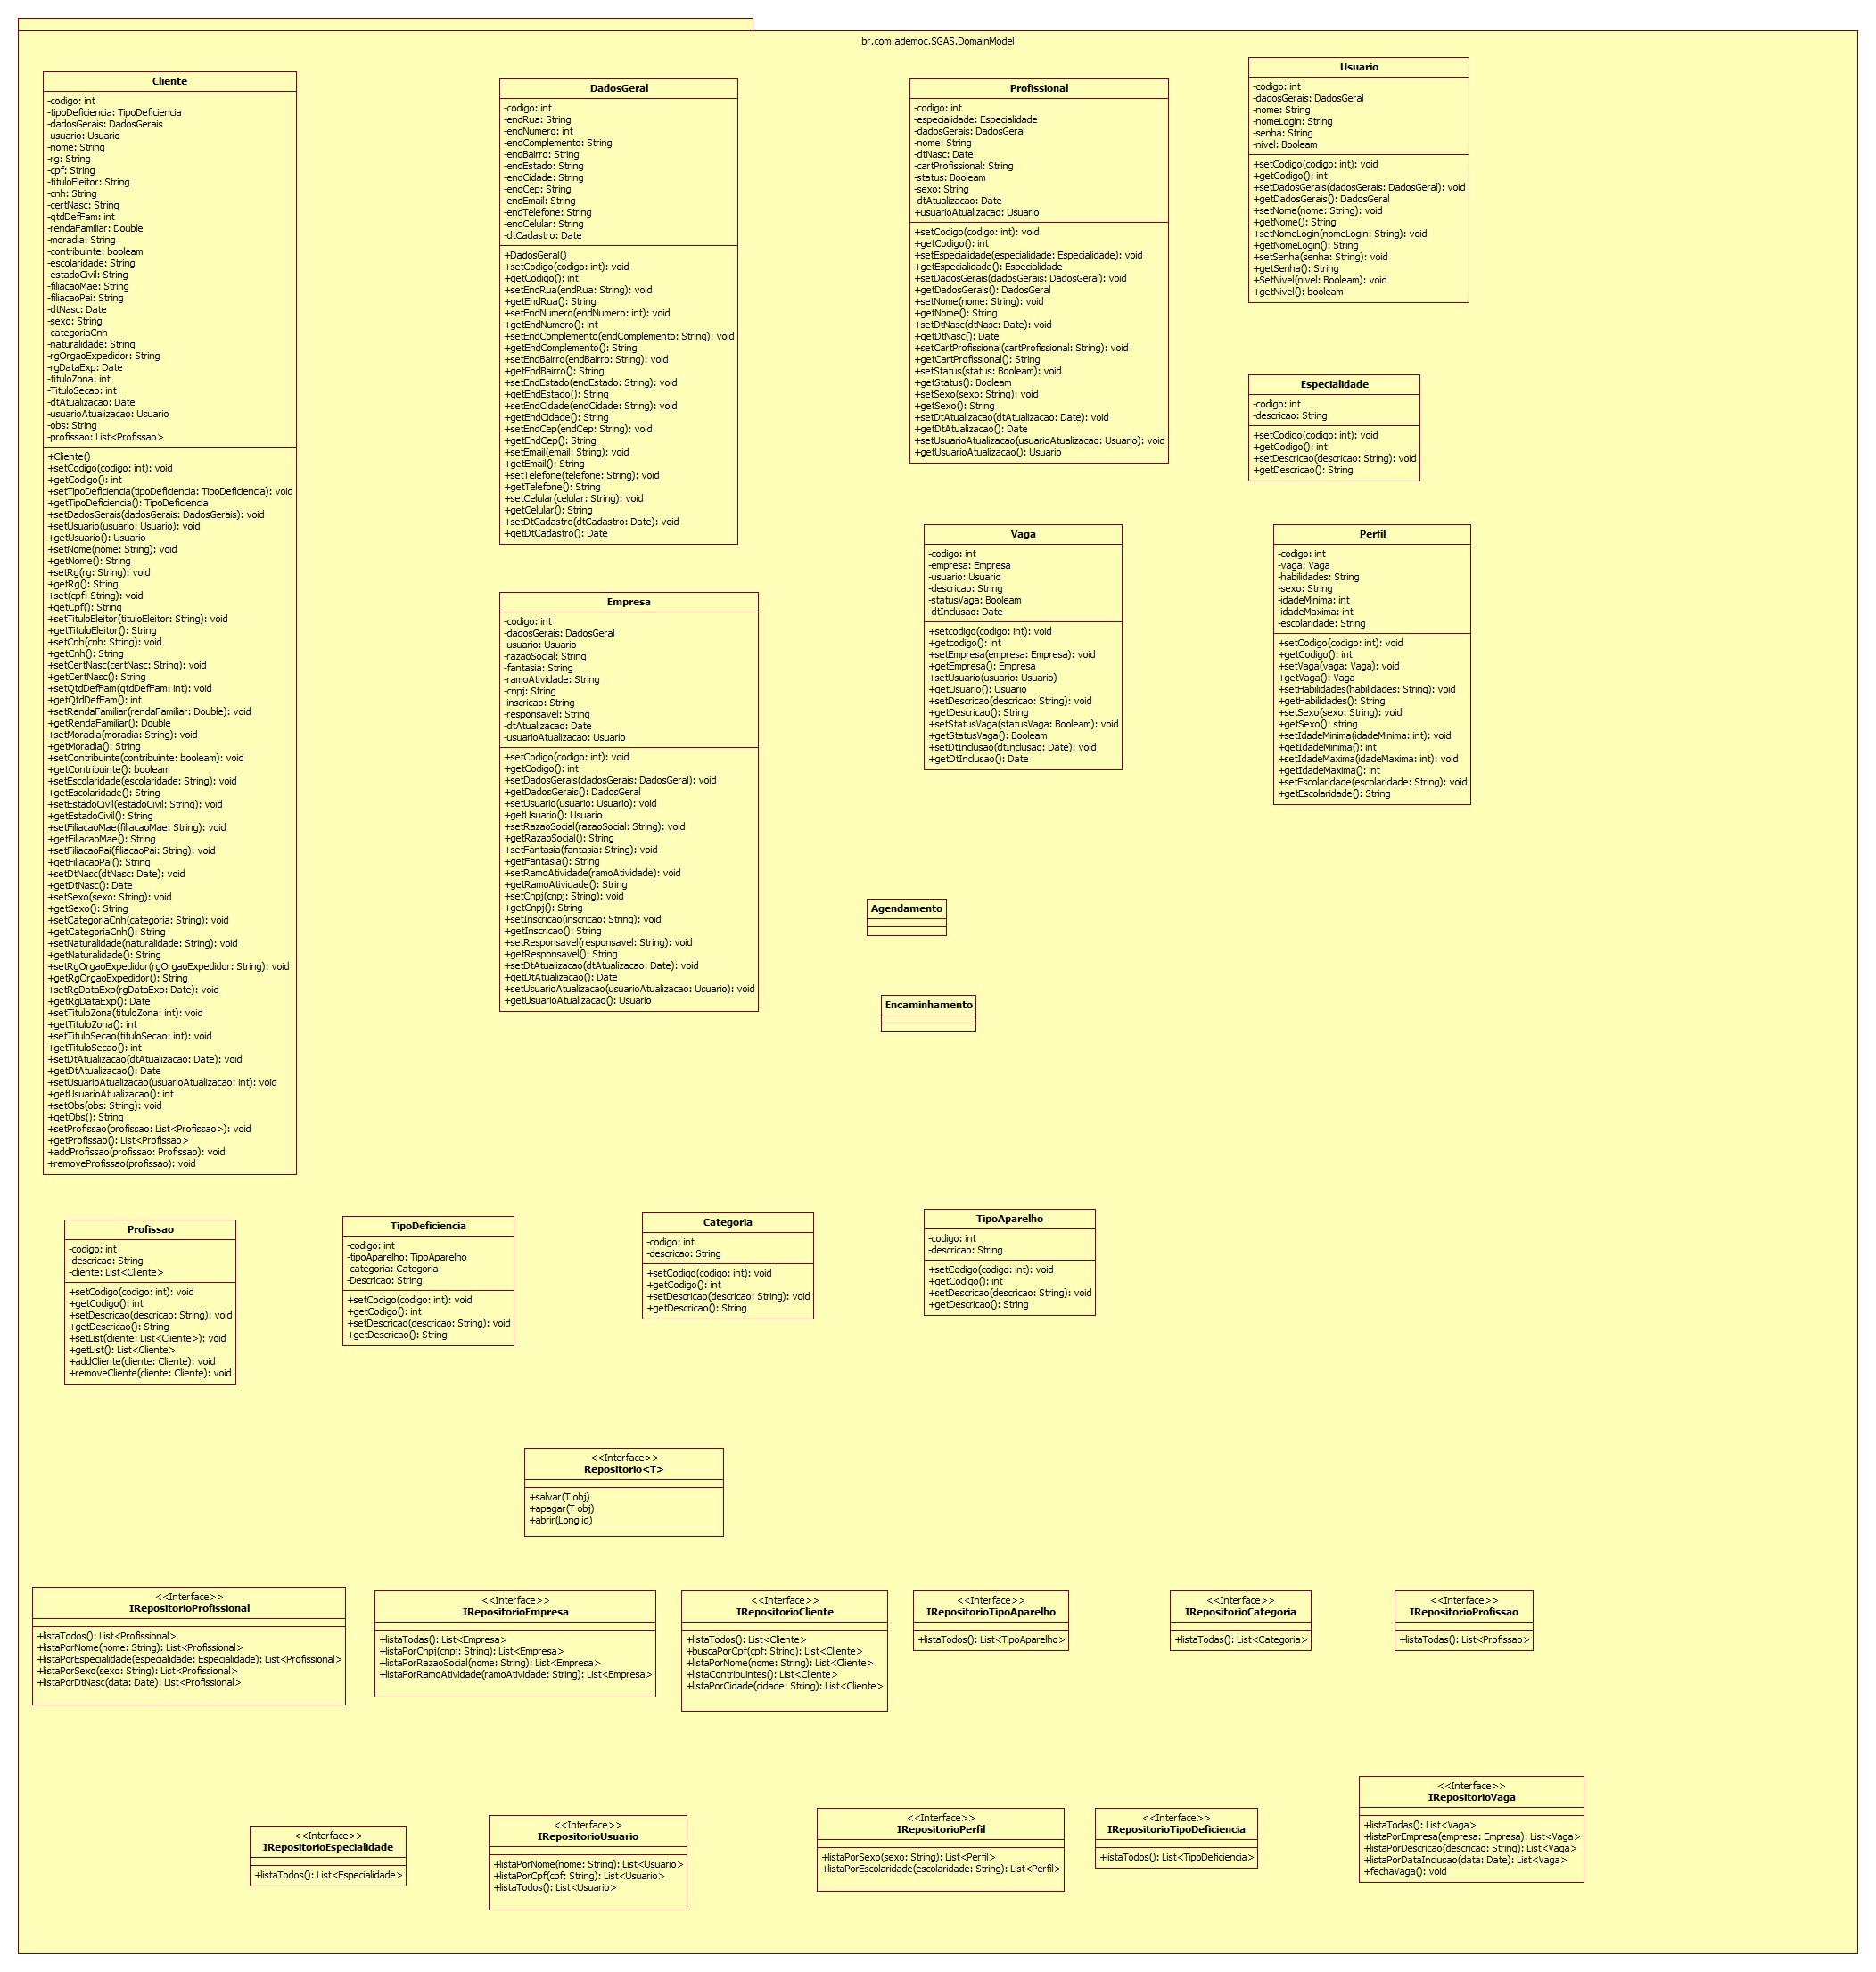 br.com.ademoc.SGAS.DomainModel
Cliente
-codigo: int
-tipoDeficiencia: TipoDeficiencia
-dadosGerais: DadosGerais
-usuario: Usuario
-nome: String
-rg: String
-cpf: String
-tituloEleitor: String
-cnh: String
-certNasc: String
-qtdDefFam: int
-rendaFamiliar: Double
-moradia: String
-contribuinte: booleam
-escolaridade: String
-estadoCivil: String
-filiacaoMae: String
-filiacaoPai: String
-dtNasc: Date
-sexo: String
-categoriaCnh
-naturalidade: String
-rgOrgaoExpedidor: String
-rgDataExp: Date
-tituloZona: int
-TituloSecao: int
-dtAtualizacao: Date
-usuarioAtualizacao: Usuario
-obs: String
-profissao: List<Profissao>
+Cliente()
+setCodigo(codigo: int): void
+getCodigo(): int
+setTipoDeficiencia(tipoDeficiencia: TipoDeficiencia): void
+getTipoDeficiencia(): TipoDeficiencia
+setDadosGerais(dadosGerais: DadosGerais): void
+setUsuario(usuario: Usuario): void
+getUsuario(): Usuario
+setNome(nome: String): void
+getNome(): String
+setRg(rg: String): void
+getRg(): String
+set(cpf: String): void
+getCpf(): String
+setTituloEleitor(tituloEleitor: String): void
+getTituloEleitor(): String
+setCnh(cnh: String): void
+getCnh(): String
+setCertNasc(certNasc: String): void
+getCertNasc(): String
+setQtdDefFam(qtdDefFam: int): void
+getQtdDefFam(): int
+setRendaFamiliar(rendaFamiliar: Double): void
+getRendaFamiliar(): Double
+setMoradia(moradia: String): void
+getMoradia(): String
+setContribuinte(contribuinte: booleam): void
+getContribuinte(): booleam
+setEscolaridade(escolaridade: String): void
+getEscolaridade(): String
+setEstadoCivil(estadoCivil: String): void
+getEstadoCivil(): String
+setFiliacaoMae(filiacaoMae: String): void
+getFiliacaoMae(): String
+setFiliacaoPai(filiacaoPai: String): void
+getFiliacaoPai(): String
+setDtNasc(dtNasc: Date): void
+getDtNasc(): Date
+setSexo(sexo: String): void
+getSexo(): String
+setCategoriaCnh(categoria: String): void
+getCategoriaCnh(): String
+setNaturalidade(naturalidade: String): void
+getNaturalidade(): String
+setRgOrgaoExpedidor(rgOrgaoExpedidor: String): void
+getRgOrgaoExpedidor(): String
+setRgDataExp(rgDataExp: Date): void
+getRgDataExp(): Date
+setTituloZona(tituloZona: int): void
+getTituloZona(): int
+setTituloSecao(tituloSecao: int): void
+getTituloSecao(): int
+setDtAtualizacao(dtAtualizacao: Date): void
+getDtAtualizacao(): Date
+setUsuarioAtualizacao(usuarioAtualizacao: int): void
+getUsuarioAtualizacao(): int
+setObs(obs: String): void
+getObs(): String
+setProfissao(profissao: List<Profissao>): void
+getProfissao(): List<Profissao>
+addProfissao(profissao: Profissao): void
+removeProfissao(profissao): void
DadosGeral
-codigo: int
-endRua: String
-endNumero: int
-endComplemento: String
-endBairro: String
-endEstado: String
-endCidade: String
-endCep: String
-endEmail: String
-endTelefone: String
-endCelular: String
-dtCadastro: Date
+DadosGeral()
+setCodigo(codigo: int): void
+getCodigo(): int
+setEndRua(endRua: String): void
+getEndRua(): String
+setEndNumero(endNumero: int): void
+getEndNumero(): int
+setEndComplemento(endComplemento: String): void
+getEndComplemento(): String
+setEndBairro(endBairro: String): void
+getEndBairro(): String
+setEndEstado(endEstado: String): void
+getEndEstado(): String
+setEndCidade(endCidade: String): void
+getEndCidade(): String
+setEndCep(endCep: String): void
+getEndCep(): String
+setEmail(email: String): void
+getEmail(): String
+setTelefone(telefone: String): void
+getTelefone(): String
+setCelular(celular: String): void
+getCelular(): String
+setDtCadastro(dtCadastro: Date): void
+getDtCadastro(): Date
Profissional
-codigo: int
-especialidade: Especialidade
-dadosGerais: DadosGeral
-nome: String
-dtNasc: Date
-cartProfissional: String
-status: Booleam
-sexo: String
-dtAtualizacao: Date
+usuarioAtualizacao: Usuario
+setCodigo(codigo: int): void
+getCodigo(): int
+setEspecialidade(especialidade: Especialidade): void
+getEspecialidade(): Especialidade
+setDadosGerais(dadosGerais: DadosGeral): void
+getDadosGerais(): DadosGeral
+setNome(nome: String): void
+getNome(): String
+setDtNasc(dtNasc: Date): void
+getDtNasc(): Date
+setCartProfissional(cartProfissional: String): void
+getCartProfissional(): String
+setStatus(status: Booleam): void
+getStatus(): Booleam
+setSexo(sexo: String): void
+getSexo(): String
+setDtAtualizacao(dtAtualizacao: Date): void
+getDtAtualizacao(): Date
+setUsuarioAtualizacao(usuarioAtualizacao: Usuario): void
+getUsuarioAtualizacao(): Usuario
Usuario
-codigo: int
-dadosGerais: DadosGeral
-nome: String
-nomeLogin: String
-senha: String
-nivel: Booleam
+setCodigo(codigo: int): void
+getCodigo(): int
+setDadosGerais(dadosGerais: DadosGeral): void
+getDadosGerais(): DadosGeral
+setNome(nome: String): void
+getNome(): String
+setNomeLogin(nomeLogin: String): void
+getNomeLogin(): String
+setSenha(senha: String): void
+getSenha(): String
+SetNivel(nivel: Booleam): void
+getNivel(): booleam
Especialidade
-codigo: int
-descricao: String
+setCodigo(codigo: int): void
+getCodigo(): int
+setDescricao(descricao: String): void
+getDescricao(): String
Empresa
-codigo: int
-dadosGerais: DadosGeral
-usuario: Usuario
-razaoSocial: String
-fantasia: String
-ramoAtividade: String
-cnpj: String
-inscricao: String
-responsavel: String
-dtAtualizacao: Date
-usuarioAtualizacao: Usuario
+setCodigo(codigo: int): void
+getCodigo(): int
+setDadosGerais(dadosGerais: DadosGeral): void
+getDadosGerais(): DadosGeral
+setUsuario(usuario: Usuario): void
+getUsuario(): Usuario
+setRazaoSocial(razaoSocial: String): void
+getRazaoSocial(): String
+setFantasia(fantasia: String): void
+getFantasia(): String
+setRamoAtividade(ramoAtividade): void
+getRamoAtividade(): String
+setCnpj(cnpj: String): void
+getCnpj(): String
+setInscricao(inscricao: String): void
+getInscricao(): String
+setResponsavel(responsavel: String): void
+getResponsavel(): String
+setDtAtualizacao(dtAtualizacao: Date): void
+getDtAtualizacao(): Date
+setUsuarioAtualizacao(usuarioAtualizacao: Usuario): void
+getUsuarioAtualizacao(): Usuario
Vaga
-codigo: int
-empresa: Empresa
-usuario: Usuario
-descricao: String
-statusVaga: Booleam
-dtInclusao: Date
+setcodigo(codigo: int): void
+getcodigo(): int
+setEmpresa(empresa: Empresa): void
+getEmpresa(): Empresa
+setUsuario(usuario: Usuario)
+getUsuario(): Usuario
+setDescricao(descricao: String): void
+getDescricao(): String
+setStatusVaga(statusVaga: Booleam): void
+getStatusVaga(): Booleam
+setDtInclusao(dtInclusao: Date): void
+getDtInclusao(): Date
Perfil
-codigo: int
-vaga: Vaga
-habilidades: String
-sexo: String
-idadeMinima: int
-idadeMaxima: int
-escolaridade: String
+setCodigo(codigo: int): void
+getCodigo(): int
+setVaga(vaga: Vaga): void
+getVaga(): Vaga
+setHabilidades(habilidades: String): void
+getHabilidades(): String
+setSexo(sexo: String): void
+getSexo(): string
+setIdadeMinima(idadeMinima: int): void
+getIdadeMinima(): int
+setIdadeMaxima(idadeMaxima: int): void
+getIdadeMaxima(): int
+setEscolaridade(escolaridade: String): void
+getEscolaridade(): String
Agendamento
Encaminhamento
Profissao
-codigo: int
-descricao: String
-cliente: List<Cliente>
+setCodigo(codigo: int): void
+getCodigo(): int
+setDescricao(descricao: String): void
+getDescricao(): String
+setList(cliente: List<Cliente>): void
+getList(): List<Cliente>
+addCliente(cliente: Cliente): void
+removeCliente(cliente: Cliente): void
TipoDeficiencia
-codigo: int
-tipoAparelho: TipoAparelho
-categoria: Categoria
-Descricao: String
+setCodigo(codigo: int): void
+getCodigo(): int
+setDescricao(descricao: String): void
+getDescricao(): String
Categoria
-codigo: int
-descricao: String
+setCodigo(codigo: int): void
+getCodigo(): int
+setDescricao(descricao: String): void
+getDescricao(): String
TipoAparelho
-codigo: int
-descricao: String
+setCodigo(codigo: int): void
+getCodigo(): int
+setDescricao(descricao: String): void
+getDescricao(): String
<<Interface>>
Repositorio<T>
+salvar(T obj)
+apagar(T obj)
+abrir(Long id)
<<Interface>>
IRepositorioProfissional
+listaTodos(): List<Profissional>
+listaPorNome(nome: String): List<Profissional>
+listaPorEspecialidade(especialidade: Especialidade): List<Profissional>
+listaPorSexo(sexo: String): List<Profissional>
+listaPorDtNasc(data: Date): List<Profissional>
<<Interface>>
IRepositorioEmpresa
+listaTodas(): List<Empresa>
+listaPorCnpj(cnpj: String): List<Empresa>
+listaPorRazaoSocial(nome: String): List<Empresa>
+listaPorRamoAtividade(ramoAtividade: String): List<Empresa>
<<Interface>>
IRepositorioCliente
+listaTodos(): List<Cliente>
+buscaPorCpf(cpf: String): List<Cliente>
+listaPorNome(nome: String): List<Cliente>
+listaContribuintes(): List<Cliente>
+listaPorCidade(cidade: String): List<Cliente>
<<Interface>>
IRepositorioTipoAparelho
+listaTodos(): List<TipoAparelho>
<<Interface>>
IRepositorioCategoria
+listaTodas(): List<Categoria>
<<Interface>>
IRepositorioProfissao
+listaTodas(): List<Profissao>
<<Interface>>
IRepositorioEspecialidade
+listaTodos(): List<Especialidade>
<<Interface>>
IRepositorioUsuario
+listaPorNome(nome: String): List<Usuario>
+listaPorCpf(cpf: String): List<Usuario>
+listaTodos(): List<Usuario>
<<Interface>>
IRepositorioPerfil
+listaPorSexo(sexo: String): List<Perfil>
+listaPorEscolaridade(escolaridade: String): List<Perfil>
<<Interface>>
IRepositorioTipoDeficiencia
+listaTodos(): List<TipoDeficiencia>
<<Interface>>
IRepositorioVaga
+listaTodas(): List<Vaga>
+listaPorEmpresa(empresa: Empresa): List<Vaga>
+listaPorDescricao(descricao: String): List<Vaga>
+listaPorDataInclusao(data: Date): List<Vaga>
+fechaVaga(): void